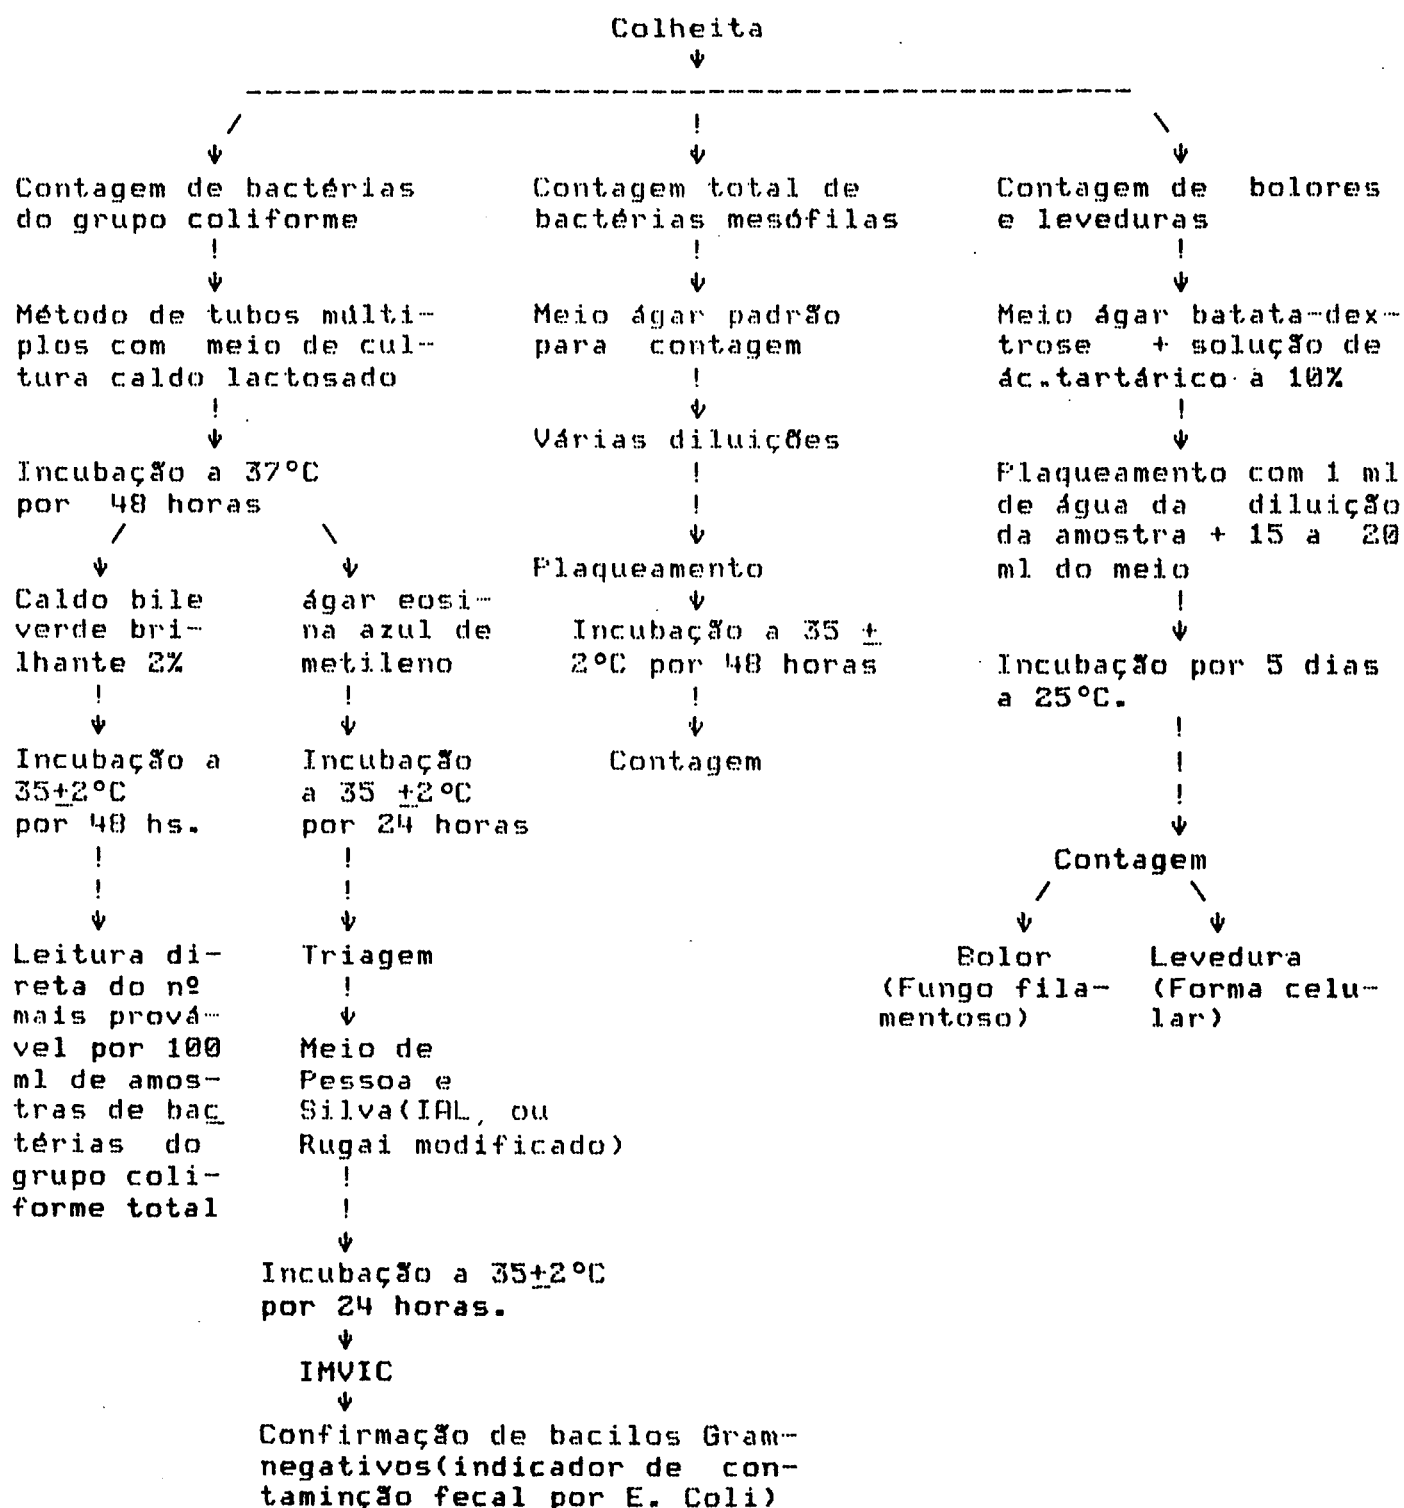 Colheita
Contagem de bactérias
do grupo coliforme
Método de tubos múlti-
plos com meio de cul-
tura caldo lactosado
Incubação a 37°C
por 48 horas
Caldo bile
verde bri-
lhante 2%
Incubação a
35±2°C
por 48 hs.
Leitura di-
reta do nº
mais prová-
vel por 100
ml de amos-
tras de bac
térias do
grupo coli-
forme total
ágar eosi-
na azul de
metileno
Incubação
a 35 ±2°C
por 24 horas
Triagem
Meio de
Pessoa e
Silva(IAL, ou
Rugai modificado)
Incubação a 35±2°C
por 24 horas.
IMVIC
Confirmação de bacilos Gram-
negativos(indicador de con-
taminção fecal por E. Coli)
Contagem total de
bactérias mesófilas
Meio ágar padrão
para contagem
Várias diluições
Plaqueamento
Incubação a 35 ±
2°C por 48 horas
Contagem
Contagem de bolores
e leveduras
Meio ágar batata-dex-
trose + solução de
ác.tartárico a 10%
Plaqueamento com 1 ml
de água da diluição
da amostra + 15 a 20
ml do meio
Incubação por 5 dias
a 25°C.
Contagem
Bolor
(Fungo fila-
mentoso)
Levedura
(Forma celu-
lar)